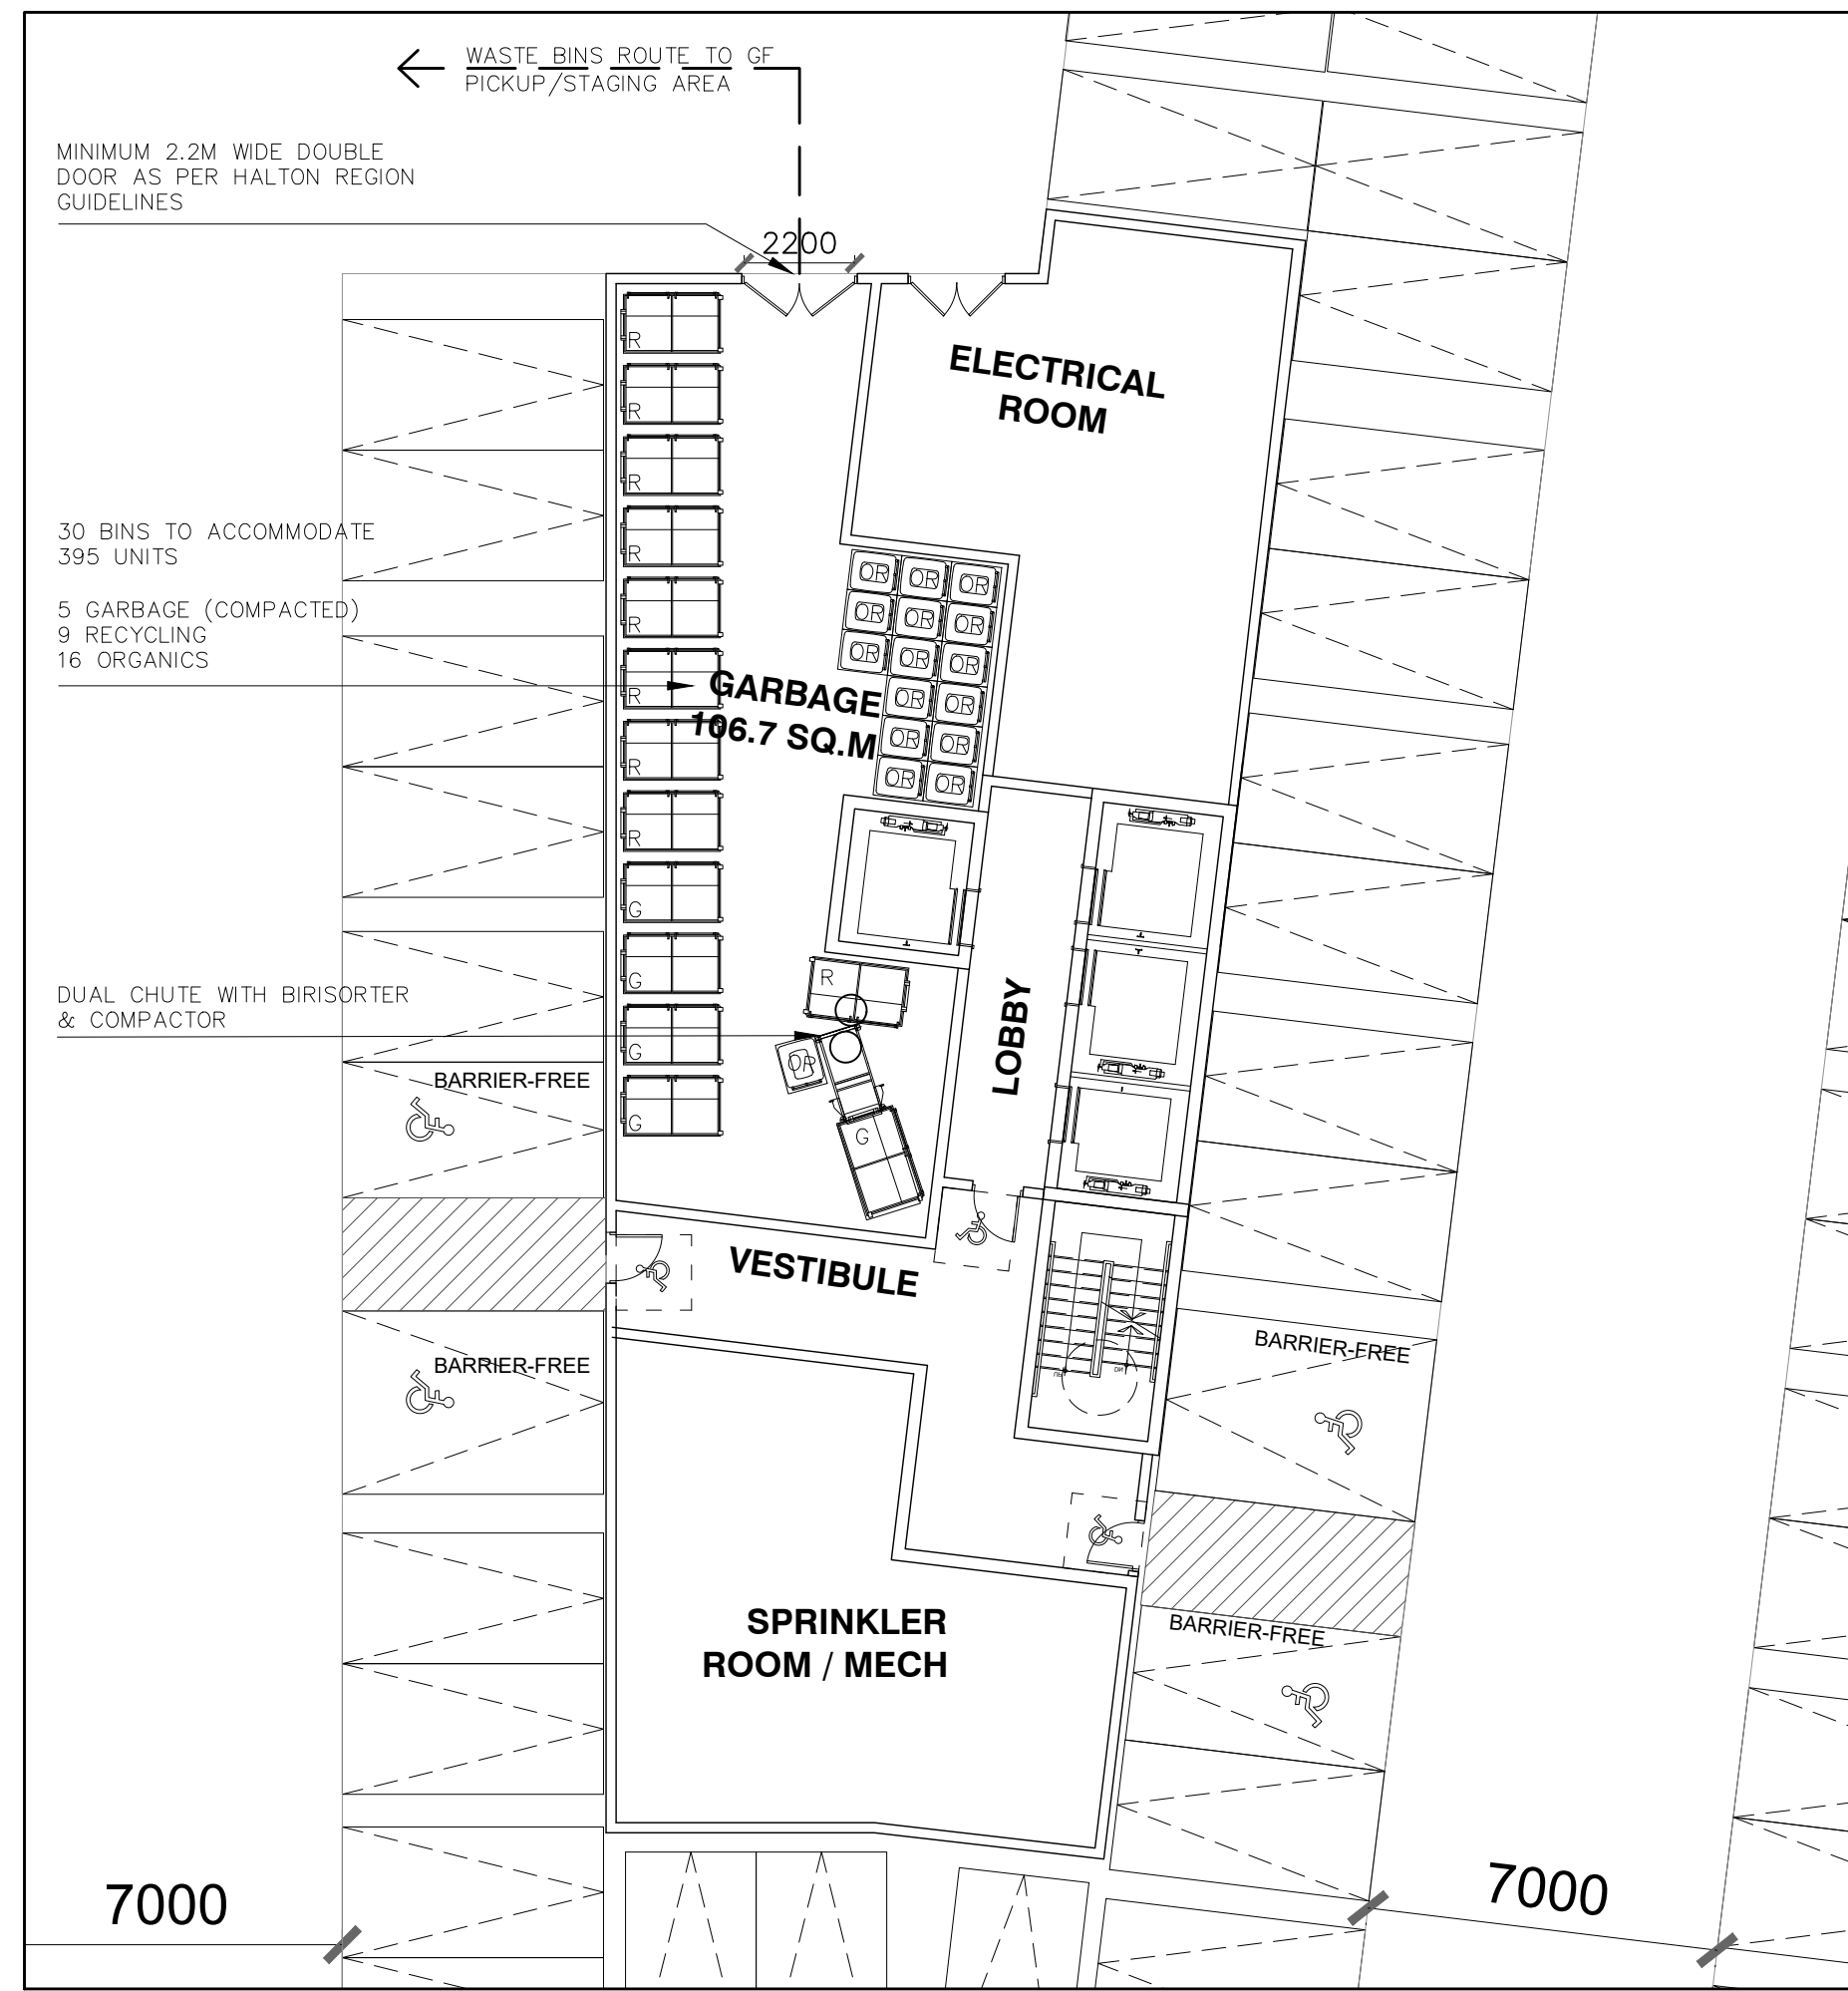 WASTE BINS ROUTE TO GF
PICKUP/STAGING AREA
MINIMUM 2.2M WIDE DOUBLE
DOOR AS PER HALTON REGION
GUIDELINES
2200
R
R
R
R
R
R
R
R
G
G
G
G
ELECTRICAL
ROOM
30 BINS TO ACCOMMODATE
395 UNITS
5 GARBAGE (COMPACTED)
9 RECYCLING
16 ORGANICS
OR OR OR
OR OR OR
OR OR OR
OR OR
OR OR
OR OR
GARBAGE
106.7 SQ.M
DUAL CHUTE WITH BIRISORTER
& COMPACTOR
R
OR
G
LOBBY
BARRIER-FREE
VESTIBULE
BARRIER-FREE
UP
DN
BARRIER-FREE
BARRIER-FREE
SPRINKLER
ROOM / MECH
7000
7000